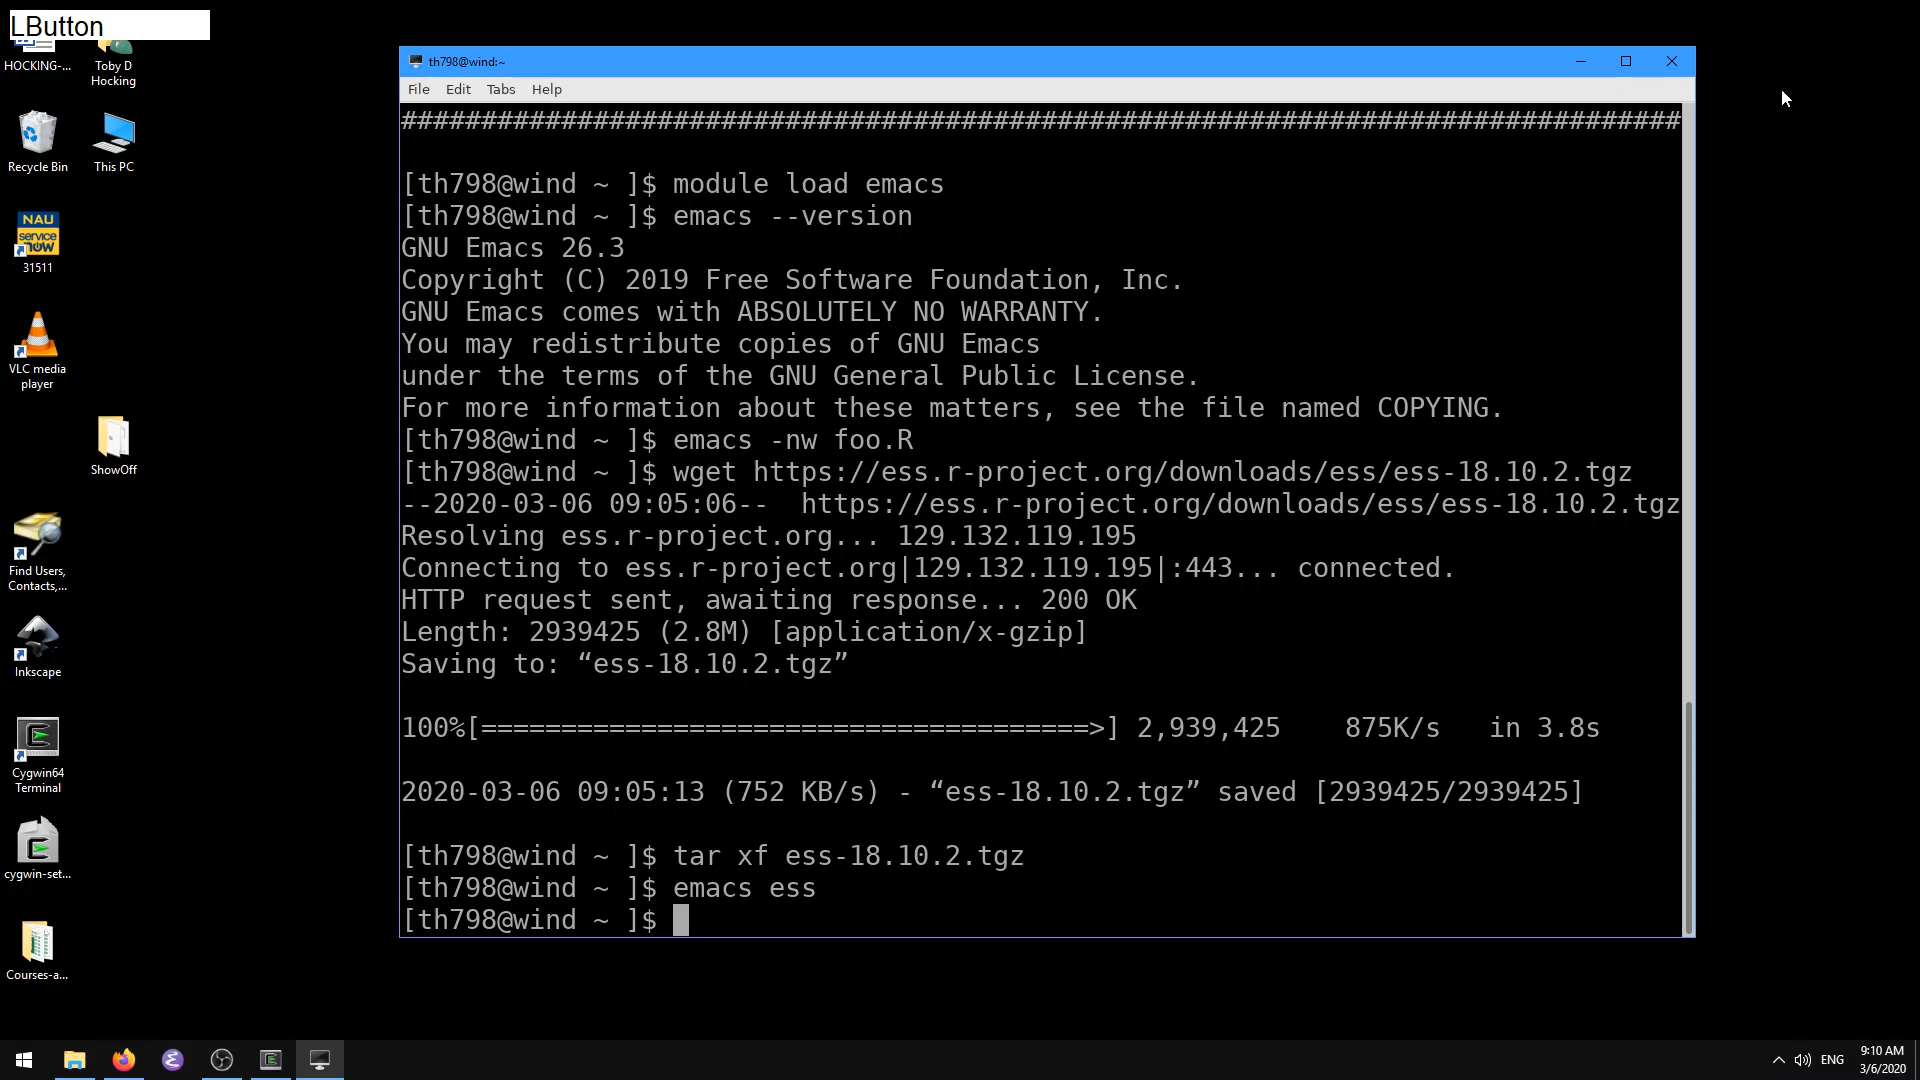 LButton
HOCKING-...
Toby D
Hocking
Recycle Bin
This PC
NAU
service
now
31511
VLC media
player
ShowOff
Find Users,
Contacts,...
Inkscape
Cygwin64
Terminal
cygwin-set...
Courses-a...
th798@wind:~
File Edit Tabs Help
################################################################################
[th798@wind ~ ]$ module load emacs
[th798@wind ~ ]$ emacs --version
GNU Emacs 26.3
Copyright (C) 2019 Free Software Foundation, Inc.
GNU Emacs comes with ABSOLUTELY NO WARRANTY.
You may redistribute copies of GNU Emacs
under the terms of the GNU General Public License.
For more information about these matters, see the file named COPYING.
[th798@wind ~ ]$ emacs -nw foo.R
[th798@wind ~ ]$ wget https://ess.r-project.org/downloads/ess/ess-18.10.2.tgz
--2020-03-06 09:05:06--  https://ess.r-project.org/downloads/ess/ess-18.10.2.tgz
Resolving ess.r-project.org... 129.132.119.195
Connecting to ess.r-project.org|129.132.119.195|:443... connected.
HTTP request sent, awaiting response... 200 OK
Length: 2939425 (2.8M) [application/x-gzip]
Saving to: “ess-18.10.2.tgz”
100%[======================================>] 2,939,425    875K/s   in 3.8s
2020-03-06 09:05:13 (752 KB/s) - “ess-18.10.2.tgz” saved [2939425/2939425]
[th798@wind ~ ]$ tar xf ess-18.10.2.tgz
[th798@wind ~ ]$ emacs ess
[th798@wind ~ ]$
ENG
9:10 AM
3/6/2020